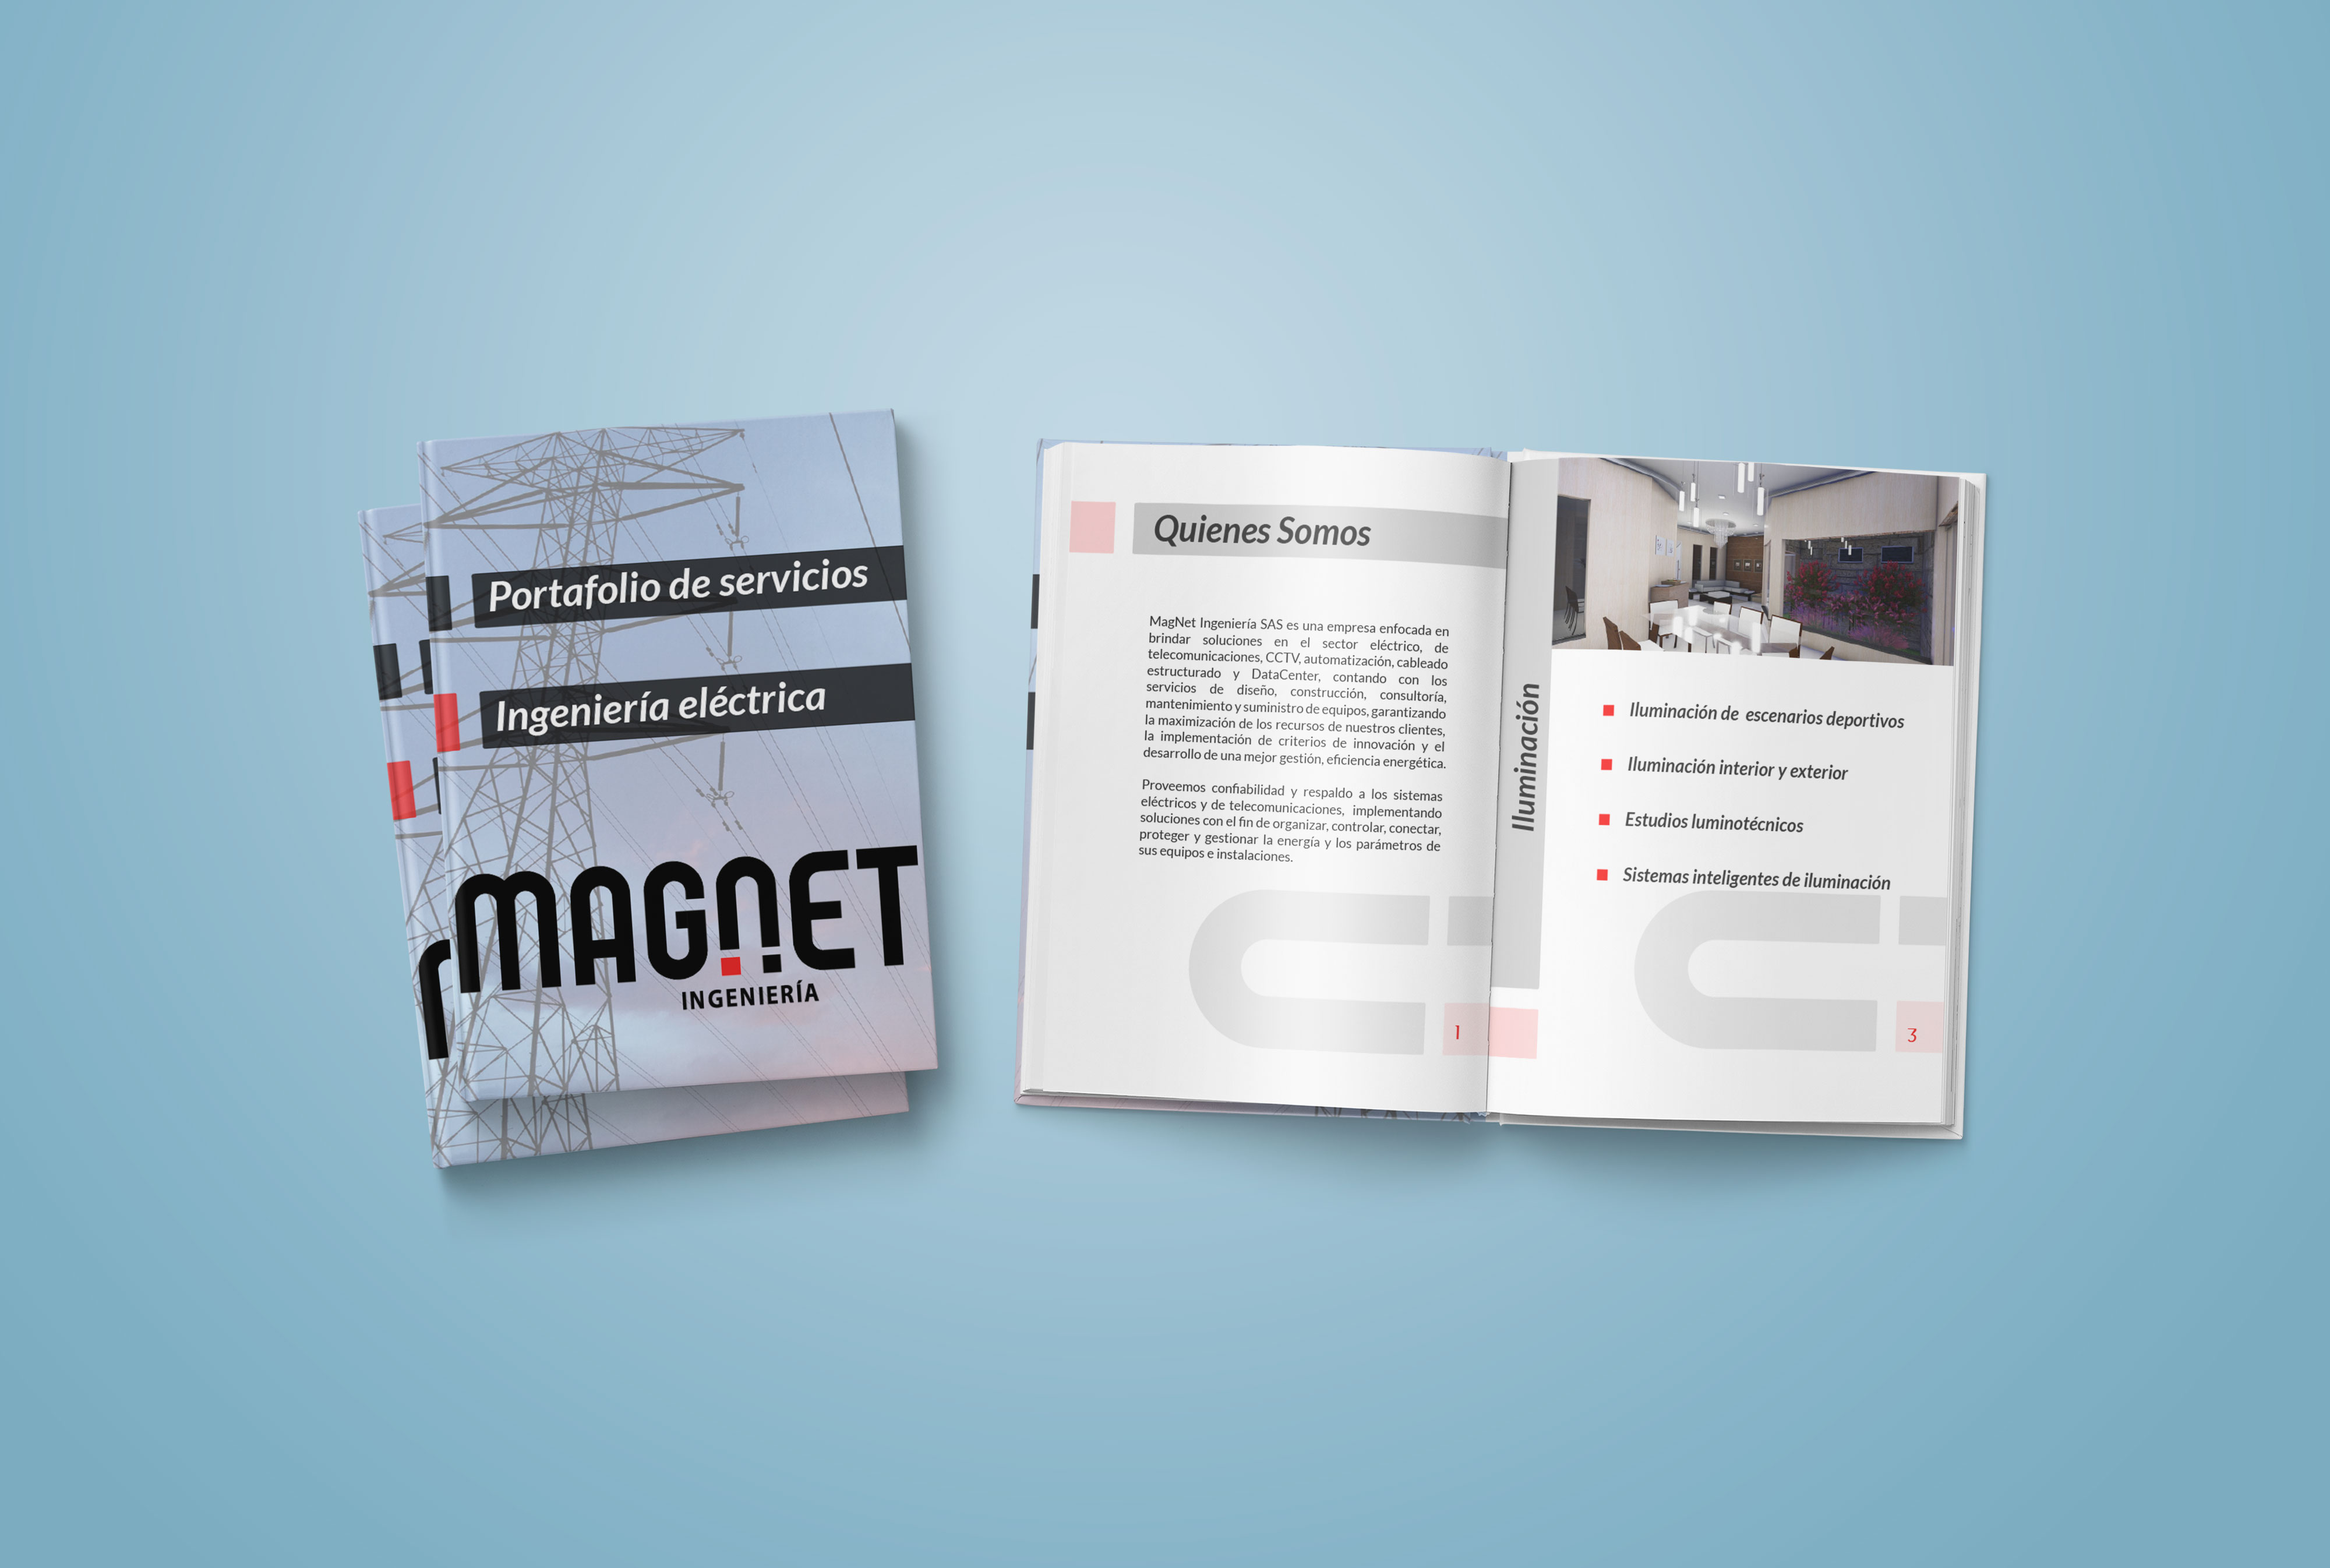 Portafolio de servicios
Ingeniería eléctrica
MAGNET
INGENIERÍA
Quienes Somos
MagNet Ingeniería SAS es una empresa enfocada en
brindar soluciones en el sector eléctrico, de
telecomunicaciones, CCTV, automatización, cableado
estructurado y DataCenter, contando con los
servicios de diseño, construcción, consultoría,
mantenimiento y suministro de equipos, garantizando
la maximización de los recursos de nuestros clientes,
la implementación de criterios de innovación y el
desarrollo de una mejor gestión, eficiencia energética.
Proveemos confiabilidad y respaldo a los sistemas
eléctricos y de telecomunicaciones, implementando
soluciones con el fin de organizar, controlar, conectar,
proteger y gestionar la energía y los parámetros de
sus equipos e instalaciones.
1
Iluminación
Iluminación de escenarios deportivos
Iluminación interior y exterior
Estudios luminotécnicos
Sistemas inteligentes de iluminación
3